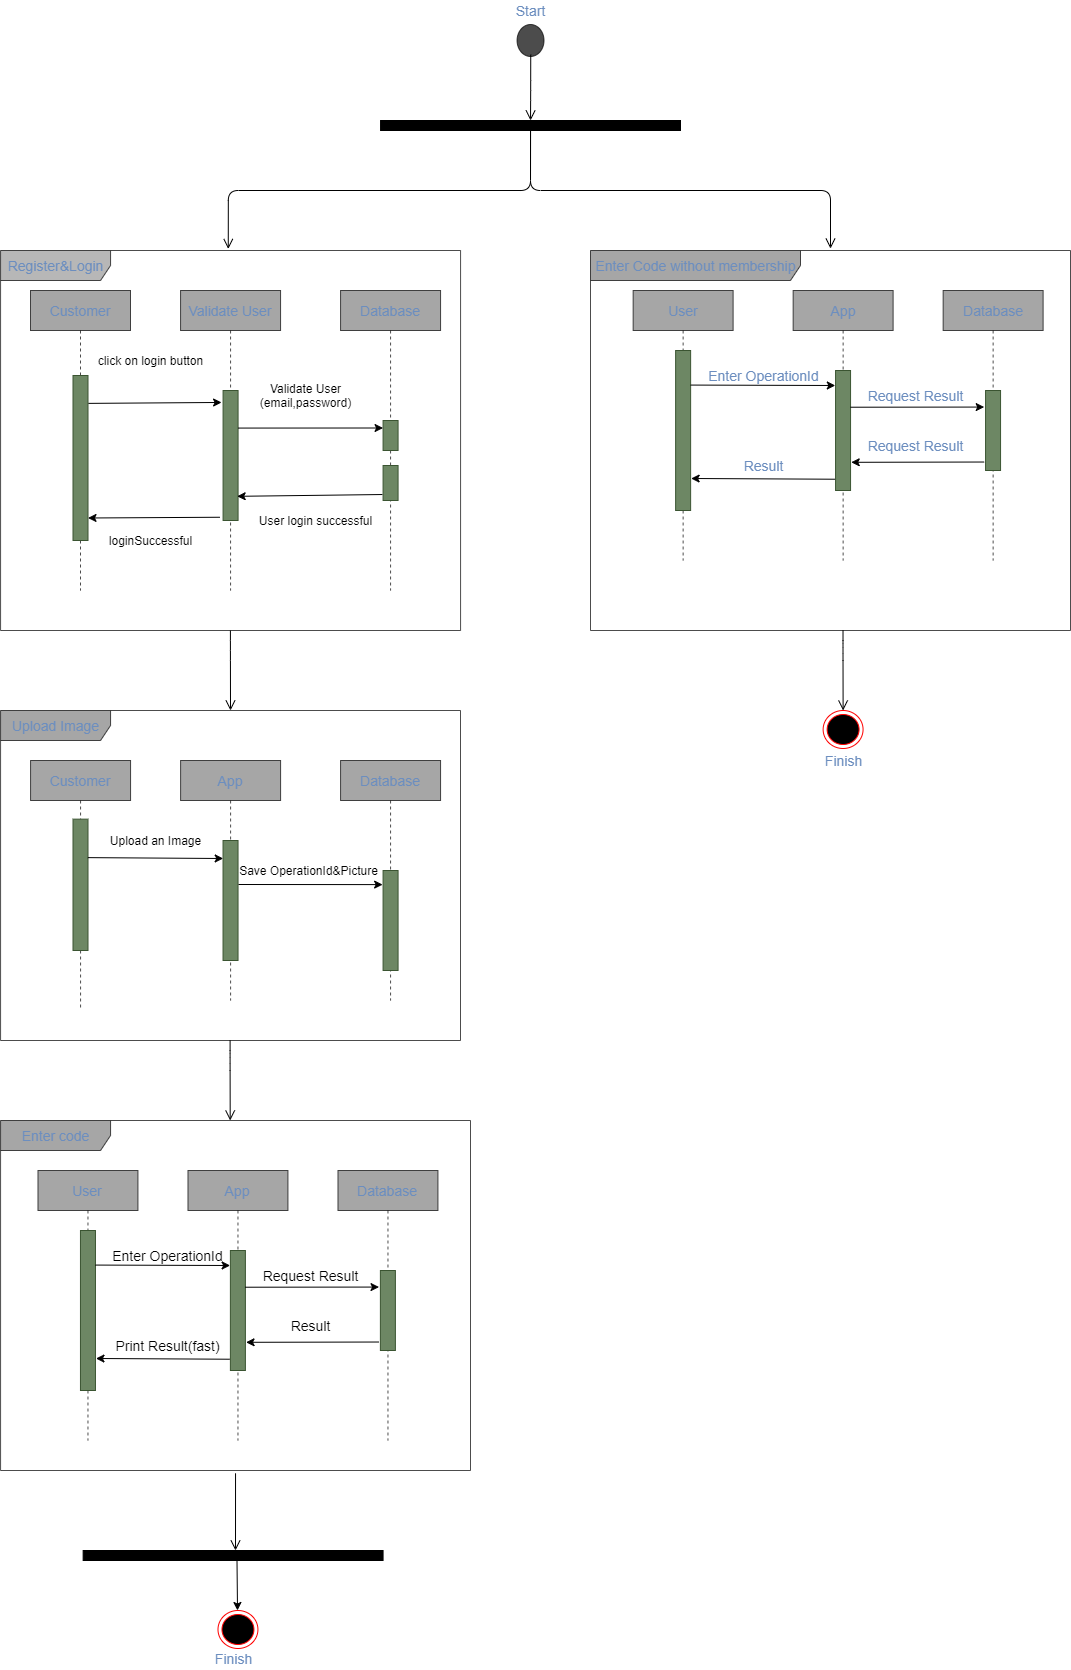 Start
Register&Login
Customer
Validate User
Database
click on login button
Validate User
(email,password)
User login successful
loginSuccessful
Enter Code without membership
User
App
Database
Enter OperationId
Request Result
Request Result
Result
Finish
Upload Image
Customer
App
Database
Upload an Image
Save OperationId&Picture
Enter code
User
App
Database
Enter OperationId
Request Result
Result
Print Result(fast)
Finish